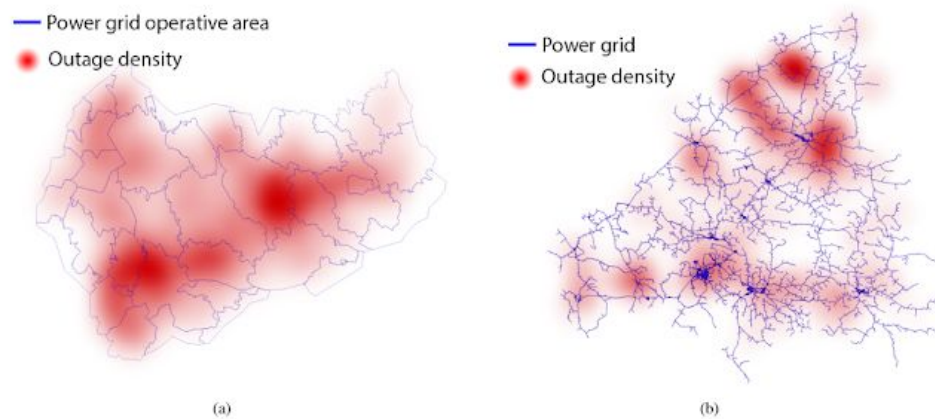 Power grid operative area
Outage density
(a)
Power grid
Outage density
(b)